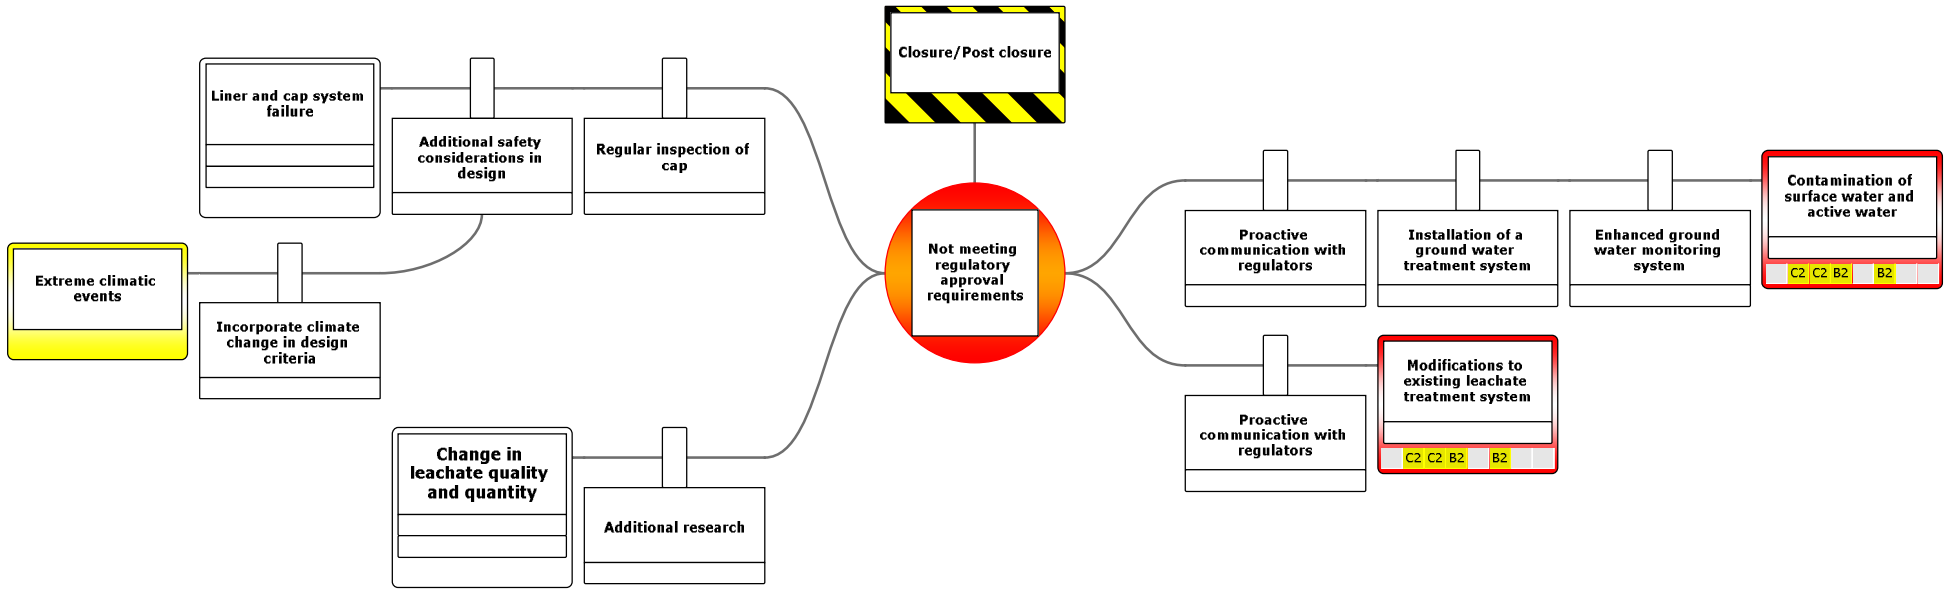 Closure/Post closure
Liner and cap system
failure
Additional safety
considerations in
design
Regular inspection of
cap
Extreme climatic
events
Incorporate climate
change in design
criteria
Change in
leachate quality
and quantity
Additional research
Not meeting
regulatory
approval
requirements
Proactive
communication with
regulators
Installation of a
ground water
treatment system
Enhanced ground
water monitoring
system
Contamination of
surface water and
active water
C2 C2 B2 B2
Proactive
communication with
regulators
Modifications to
existing leachate
treatment system
C2 C2 B2 B2